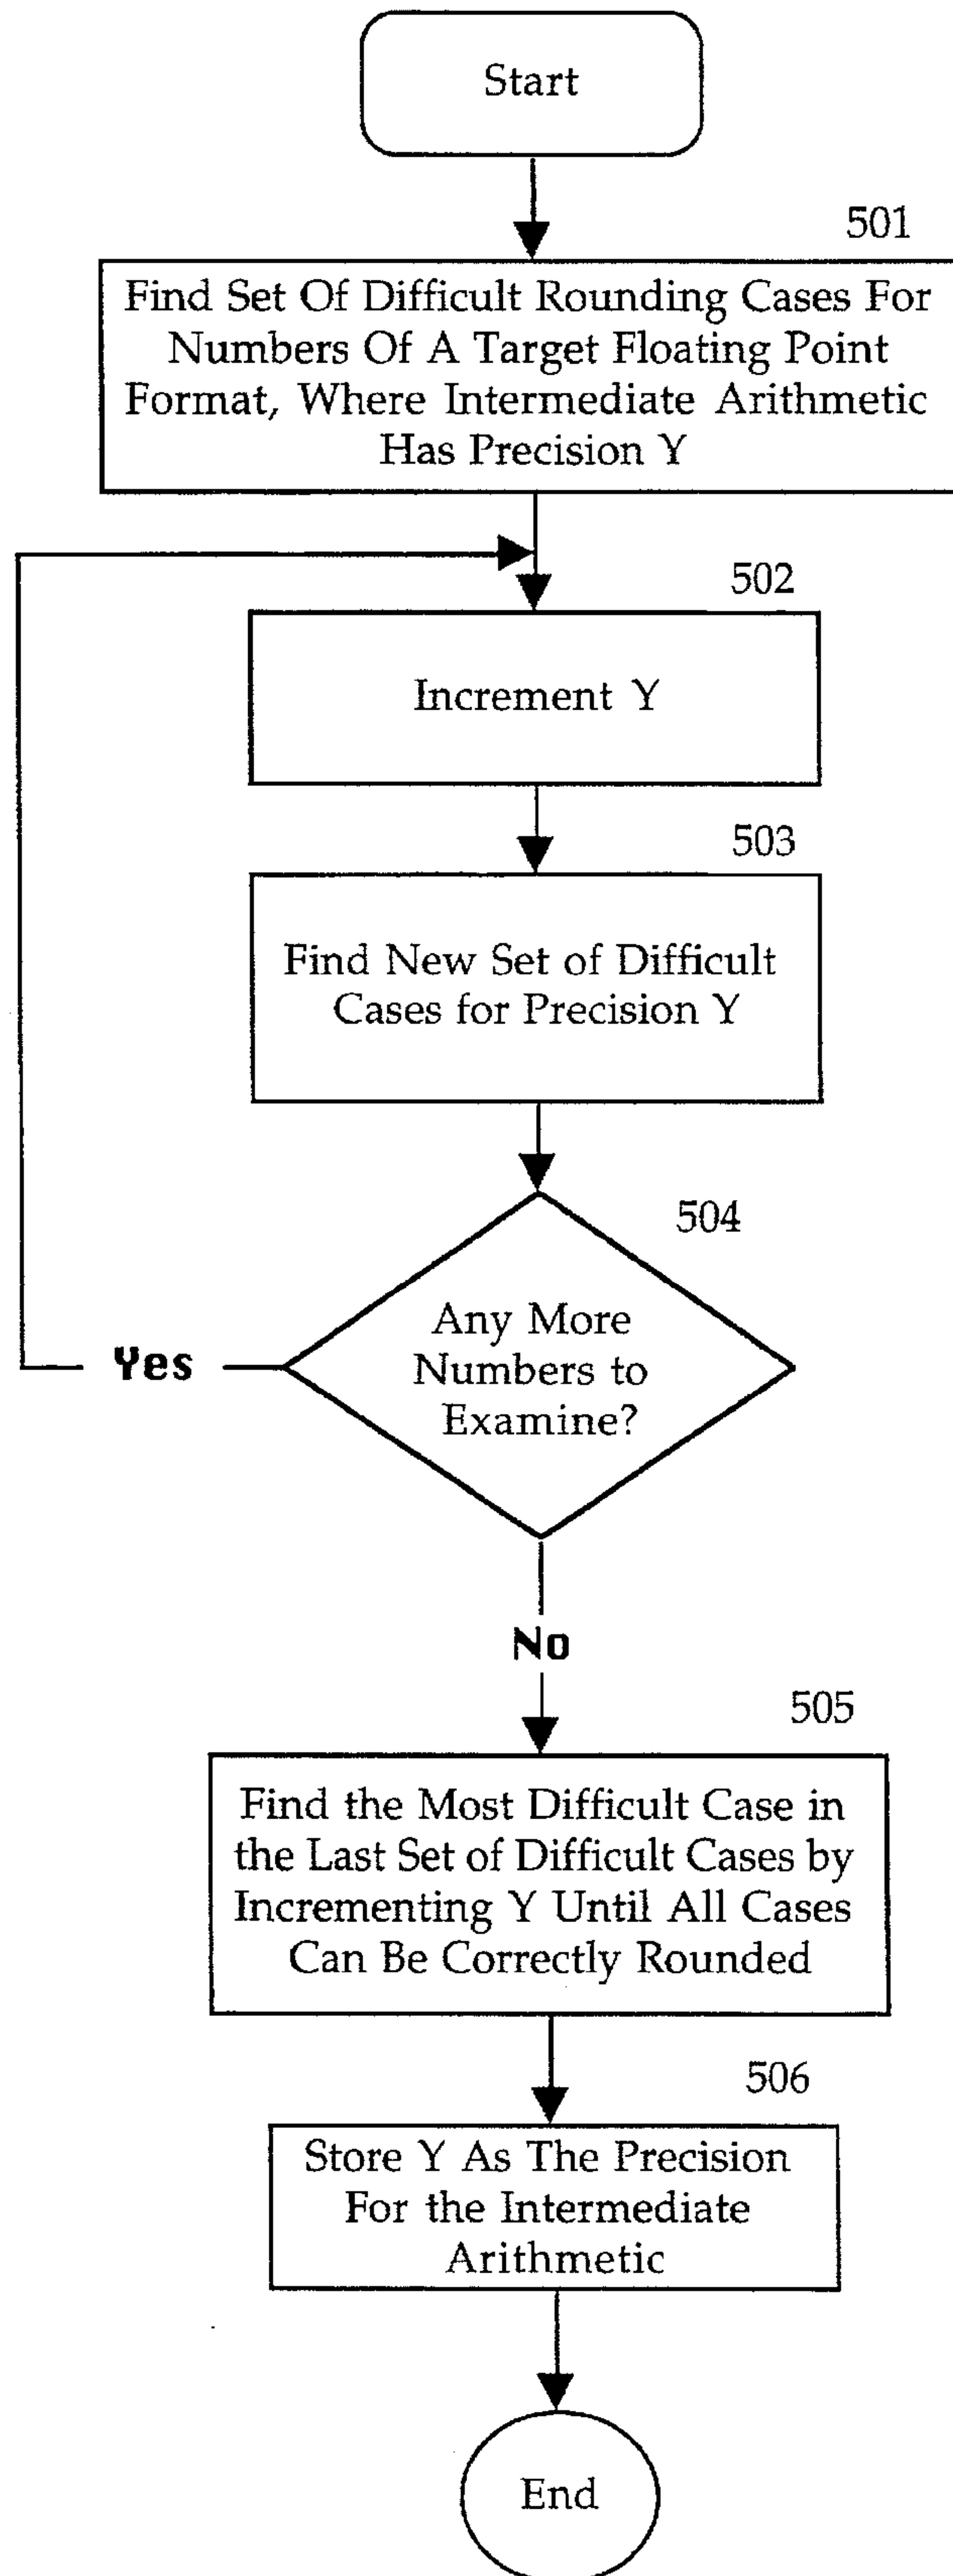 Start
501
Find Set Of Difficult Rounding Cases For
Numbers Of A Target Floating Point
Format, Where Intermediate Arithmetic
Has Precision Y
502
Increment Y
503
Find New Set of Difficult
Cases for Precision Y
504
Any More
Numbers to
Examine?
Yes
No
505
Find the Most Difficult Case in
the Last Set of Difficult Cases by
Incrementing Y Until All Cases
Can Be Correctly Rounded
506
Store Y As The Precision
For the Intermediate
Arithmetic
End